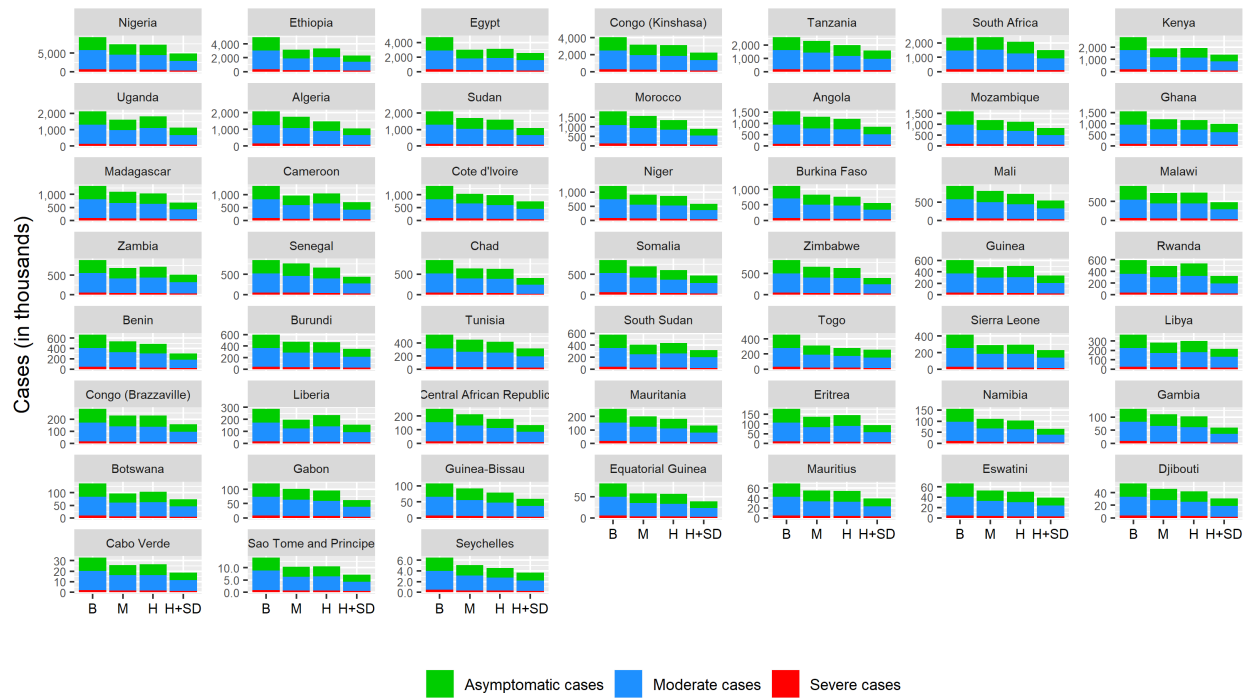 Cases (in thousands)
Nigeria Ethiopia Egypt Congo (Kinshasa) Tanzania South Africa Kenya
5,000 0 4,000 2,000 0 4,000 2,000 0 4,000 2,000 0 2,000 1,000 0 2,000 1,000 0 2,000 1,000 0
Uganda Algeria Sudan Morocco Angola Mozambique Ghana
2,000 1,000 0 2,000 1,000 0 2,000 1,000 0 1,500 1,000 500 0 1,500 1,000 500 0 1,500 1,000 500 0 1,500 1,000 500 0
Madagascar Cameroon Cote d'Ivoire Niger Burkina Faso Mali Malawi
1,000 500 0 1,000 500 0 1,000 500 0 1,000 500 0 1,000 500 0 500 0 500 0
Zambia Senegal Chad Somalia Zimbabwe Guinea Rwanda
500 0 500 0 500 0 500 0 500 0 600 400 200 0 600 400 200 0
Benin Burundi Tunisia South Sudan Togo Sierra Leone Libya
600 400 200 0 600 400 200 0 400 200 0 600 400 200 0 400 200 0 400 200 0 300 200 100 0
Congo (Brazzaville) Liberia Central African Republic Mauritania Eritrea Namibia Gambia
200 100 0 300 200 100 0 200 100 0 200 100 0 150 100 50 0 150 100 50 0 100 50 0
Botswana Gabon Guinea-Bissau Equatorial Guinea Mauritius Eswatini Djibouti
100 50 0 100 50 0 100 50 0 50 0 60 40 20 0 60 40 20 0 40 20 0
B M H H+SD B M H H+SD B M H H+SD B M H H+SD
Cabo Verde Sao Tome and Principe Seychelles
30 20 10 0 10.0 5.0 0.0 6.0 4.0 2.0 0.0
B M H H+SD B M H H+SD B M H H+SD
Asymptomatic cases Moderate cases Severe cases